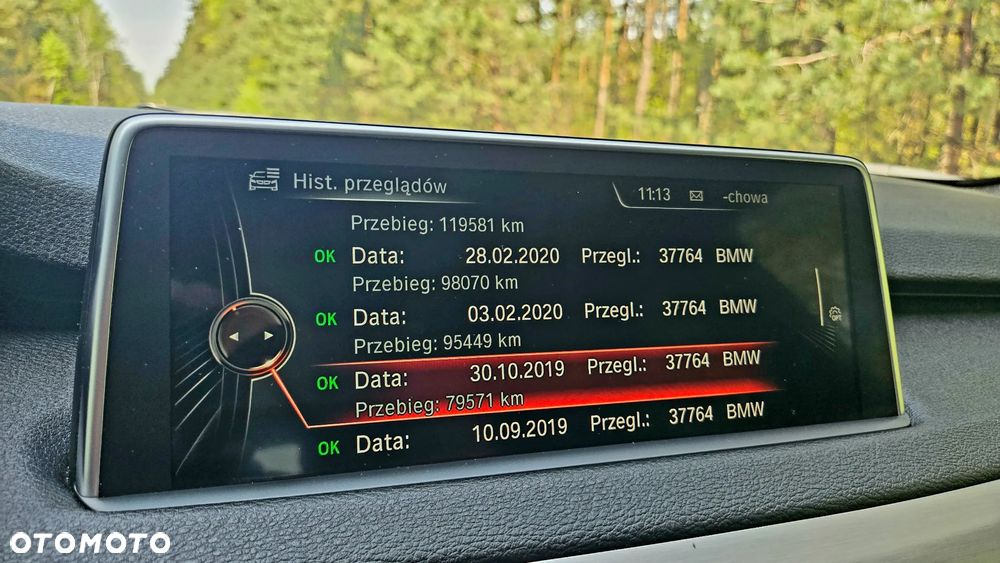 Hist. przeglądów 11:13 -chowa
Przebieg: 119581 km
OK Data: 28.02.2020 Przegl.: 37764 BMW
Przebieg: 98070 km
OK Data: 03.02.2020 Przegl.: 37764 BMW
Przebieg: 95449 km
OK Data: 30.10.2019 Przegl.: 37764 BMW
Przebieg: 79571 km
OK Data: 10.09.2019 Przegl.: 37764 BMW
OPT
OTOMOTO